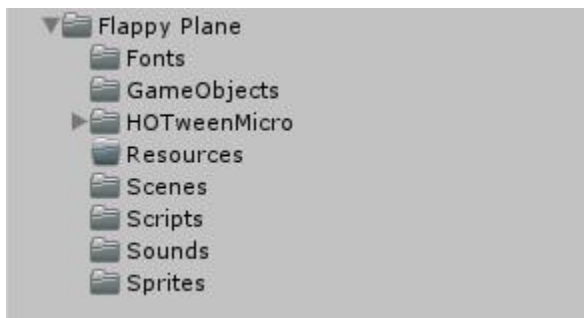 Flappy Plane
Fonts
GameObjects
HOTweenMicro
Resources
Scenes
Scripts
Sounds
Sprites